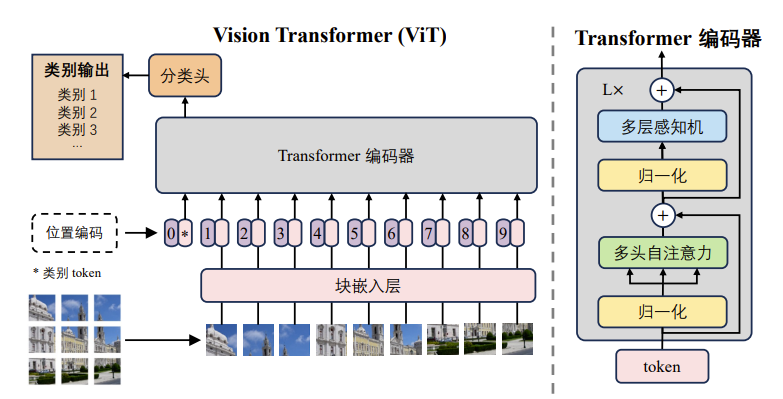 Vision Transformer (ViT)
类别输出
类别 1
类别 2
类别 3
...
分类头
Transformer 编码器
位置编码
0 * 1 2 3 4 5 6 7 8 9
* 类别 token
块嵌入层
Transformer 编码器
L×
+
多层感知机
归一化
+
多头自注意力
归一化
token